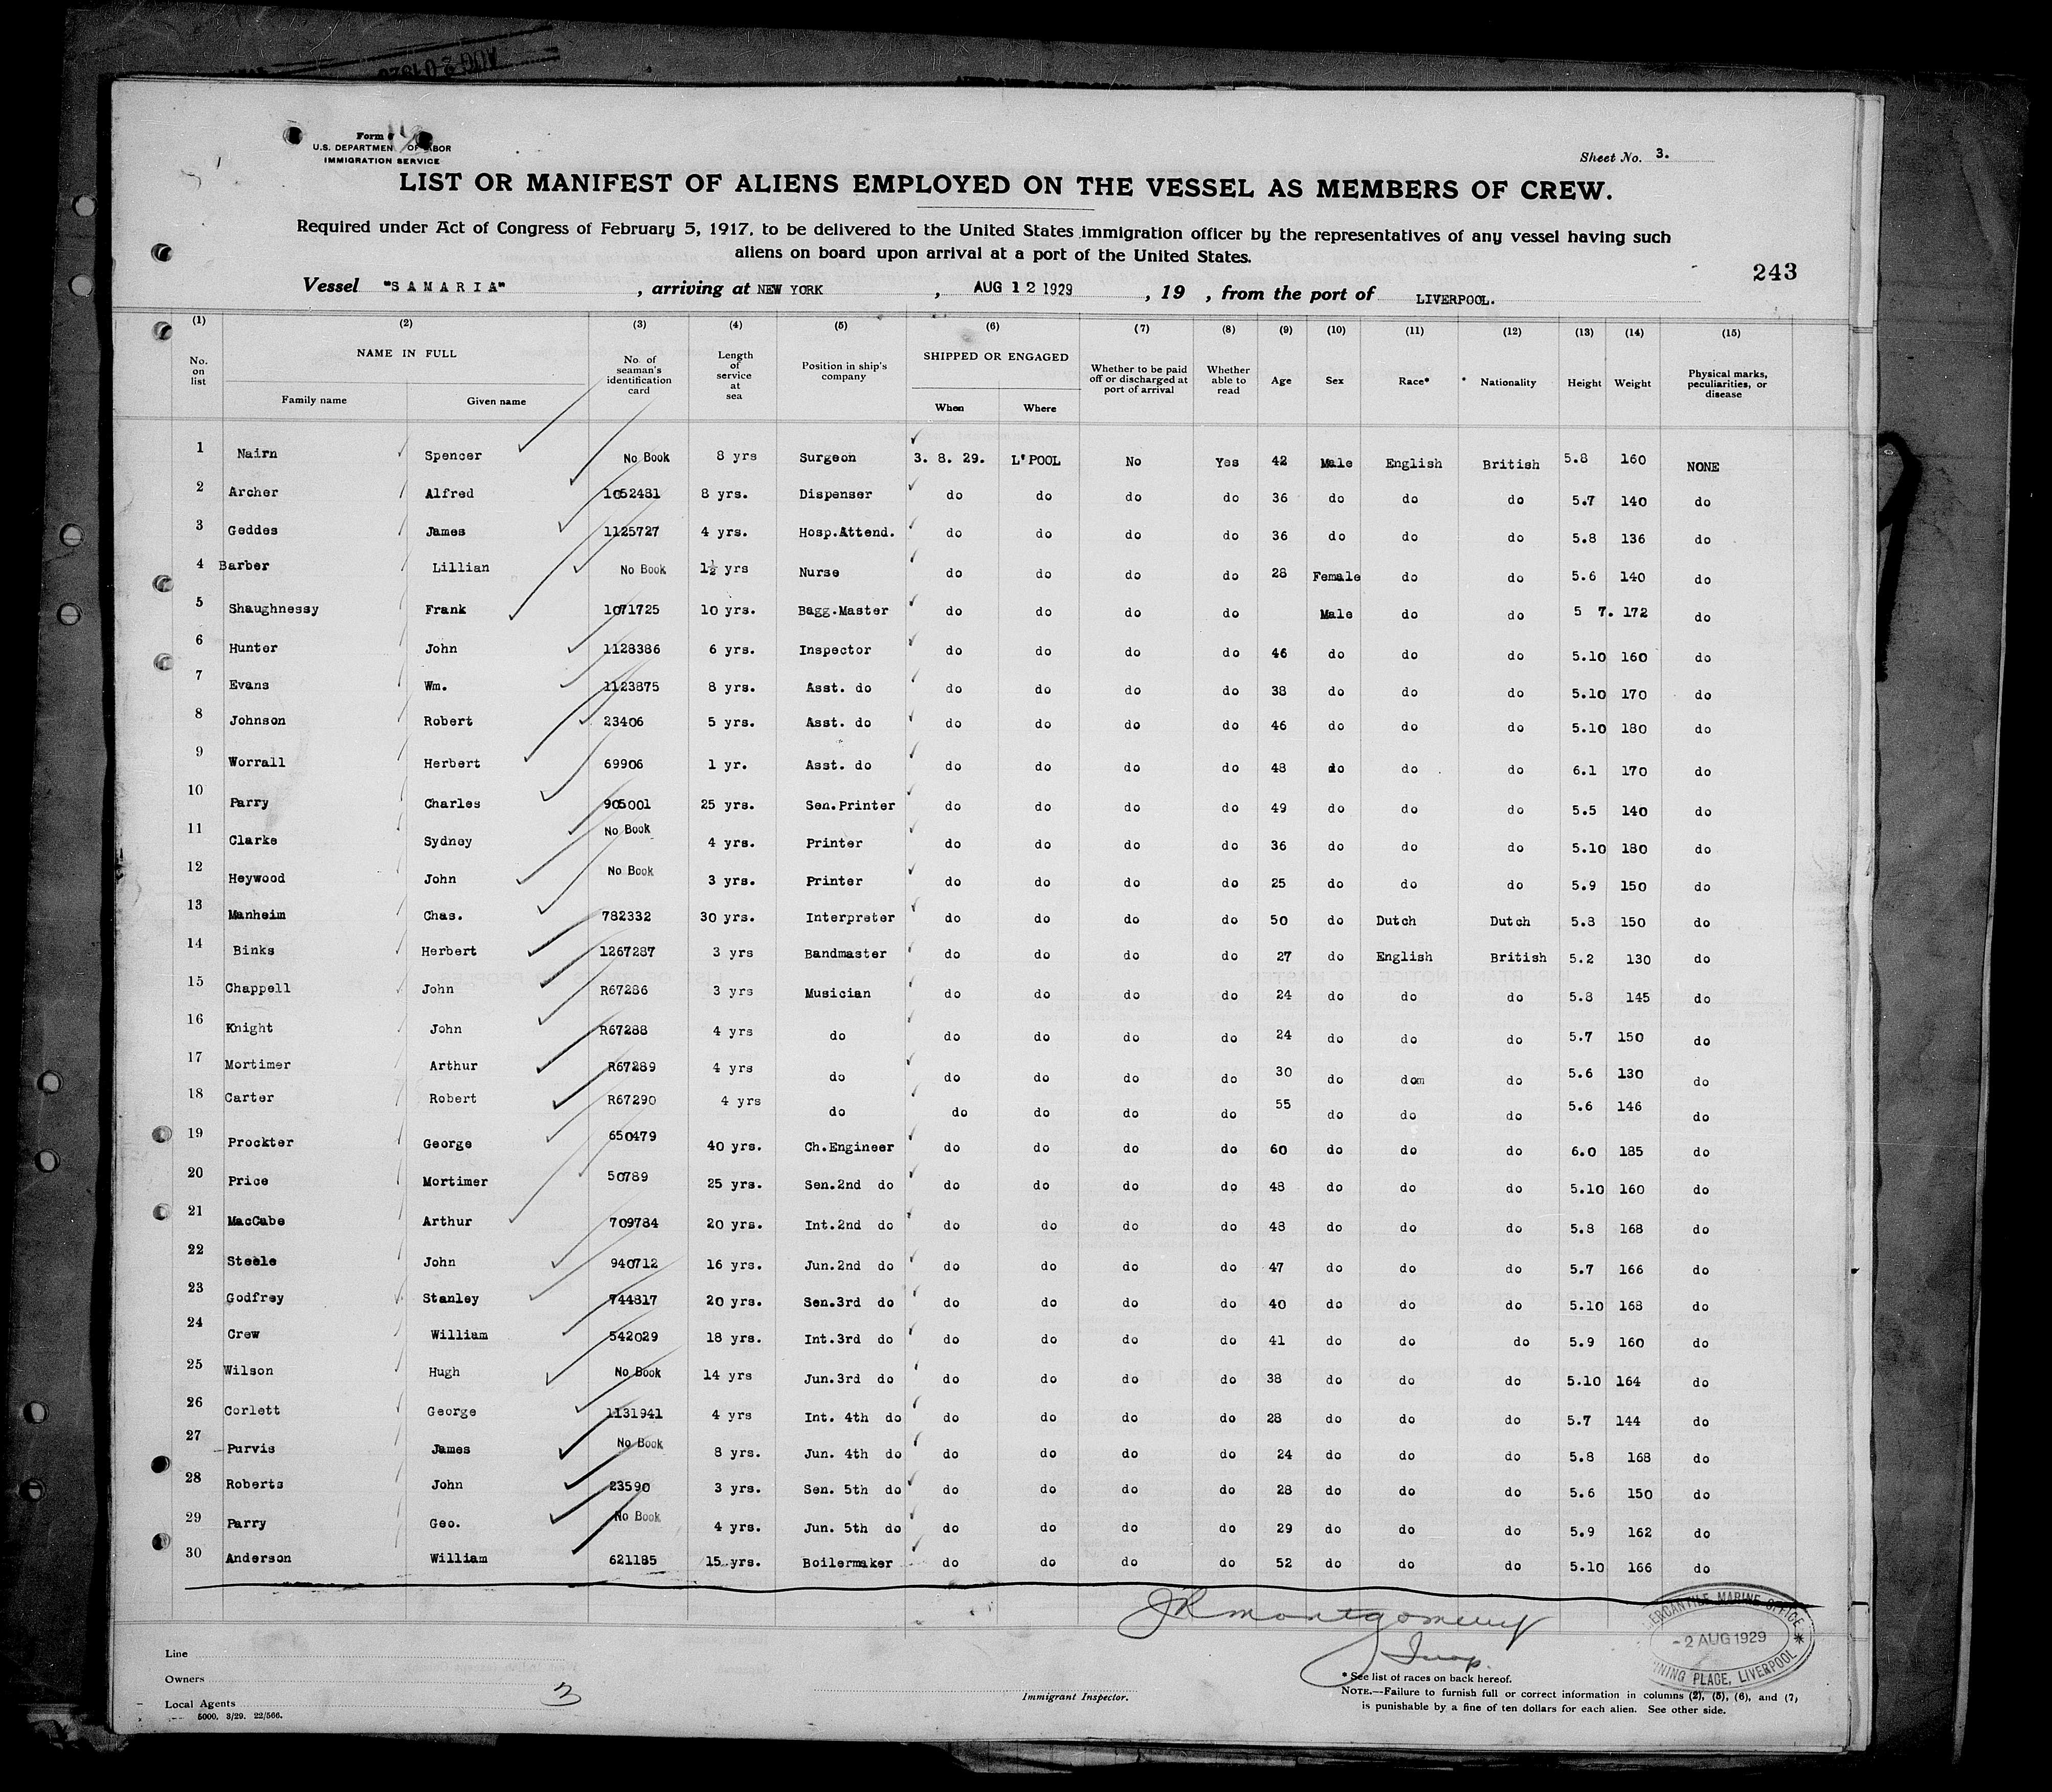 Sheet No. 3.
IMMIGRATION SERVICE
LIST OR MANIFEST OF ALIENS EMPLOYED ON THE VESSEL AS MEMBERS OF CREW.
Required under Act of Congress of February 5, 1917, to be delivered to the United States immigration officer by the representatives of any vessel having such
aliens on board upon arrival at a port of the United States.
243
Vessel "SAMARIA", arriving at NEW YORK, AUG 12 1929, 19 , from the port of LIVERPOOL.
(1) (2) (3) (4) (5) (6) (7) (8) (9) (10) (11) (12) (13) (14) (15)
No. on list NAME IN FULL Family name Given name No. of seaman's identification card Length of service at sea Position in ship's company SHIPPED OR ENGAGED When Where Whether to be paid off or discharged at port of arrival Whether able to read Age Sex Race* Nationality Height Weight Physical marks, peculiarities, or disease
1 Nairn Spencer No Book 8 yrs Surgeon 3. 8. 29. L'POOL No Yes 42 Male English British 5.8 160 NONE
2 Archer Alfred 1052481 8 yrs. Dispenser do do do do 36 do do do 5.7 140 do
3 Geddes James 1125727 4 yrs. Hosp.Attend. do do do do 36 do do do 5.8 136 do
4 Barber Lillian No Book 1½ yrs Nurse do do do do 28 Female do do 5.6 140 do
5 Shaughnessy Frank 1071725 10 yrs. Bagg.Master do do do do Male do do 5 7. 172 do
6 Hunter John 1128386 6 yrs. Inspector do do do do 46 do do do 5.10 160 do
7 Evans Wm. 1123875 8 yrs. Asst. do do do do do 38 do do do 5.10 170 do
8 Johnson Robert 23406 5 yrs. Asst. do do do do do 46 do do do 5.10 180 do
9 Worrall Herbert 69906 1 yr. Asst. do do do do do 48 do do do 6.1 170 do
10 Parry Charles 905001 25 yrs. Sen.Printer do do do do 49 do do do 5.5 140 do
11 Clarke Sydney No Book 4 yrs. Printer do do do do 36 do do do 5.10 180 do
12 Heywood John No Book 3 yrs. Printer do do do do 25 do do do 5.9 150 do
13 Manheim Chas. 782332 30 yrs. Interpreter do do do do 50 do Dutch Dutch 5.8 150 do
14 Binks Herbert 1267287 3 yrs Bandmaster do do do do 27 do English British 5.2 130 do
15 Chappell John R67286 3 yrs Musician do do do do 24 do do do 5.8 145 do
16 Knight John R67288 4 yrs do do do do do 24 do do do 5.7 150 do
17 Mortimer Arthur R67289 4 yrs do do do do do 30 do dom do 5.6 130 do
18 Carter Robert R67290 4 yrs do do do do do 55 do do do 5.6 146 do
19 Prockter George 650479 40 yrs. Ch.Engineer do do do do 60 do do do 6.0 185 do
20 Price Mortimer 50789 25 yrs. Sen.2nd do do do do do 48 do do do 5.10 160 do
21 MacCabe Arthur 709784 20 yrs. Int.2nd do do do do do 48 do do do 5.8 168 do
22 Steele John 940712 16 yrs. Jun.2nd do do do do do 47 do do do 5.7 166 do
23 Godfrey Stanley 744817 20 yrs. Sen.3rd do do do do do 40 do do do 5.10 168 do
24 Crew William 542029 18 yrs. Int.3rd do do do do do 41 do do do 5.9 160 do
25 Wilson Hugh No Book 14 yrs Jun.3rd do do do do do 38 do do do 5.10 164 do
26 Corlett George 1131941 4 yrs Int. 4th do do do do do 28 do do do 5.7 144 do
27 Purvis James No Book 8 yrs. Jun. 4th do do do do do 24 do do do 5.8 168 do
28 Roberts John 23590 3 yrs. Sen. 5th do do do do do 28 do do do 5.6 150 do
29 Parry Geo. No Book 4 yrs. Jun. 5th do do do do do 29 do do do 5.9 162 do
30 Anderson William 621185 15 yrs. Boilermaker do do do do 52 do do do 5.10 166 do
JRMontgomery
Insp.
MERCANTILE MARINE OFFICE
-2 AUG 1929
PLACE, LIVERPOOL
Line
Owners
Local Agents
3
5000, 3/29. 22/566.
Immigrant Inspector.
* See list of races on back hereof.
NOTE.—Failure to furnish full or correct information in columns (2), (5), (6), and (7)
is punishable by a fine of ten dollars for each alien. See other side.